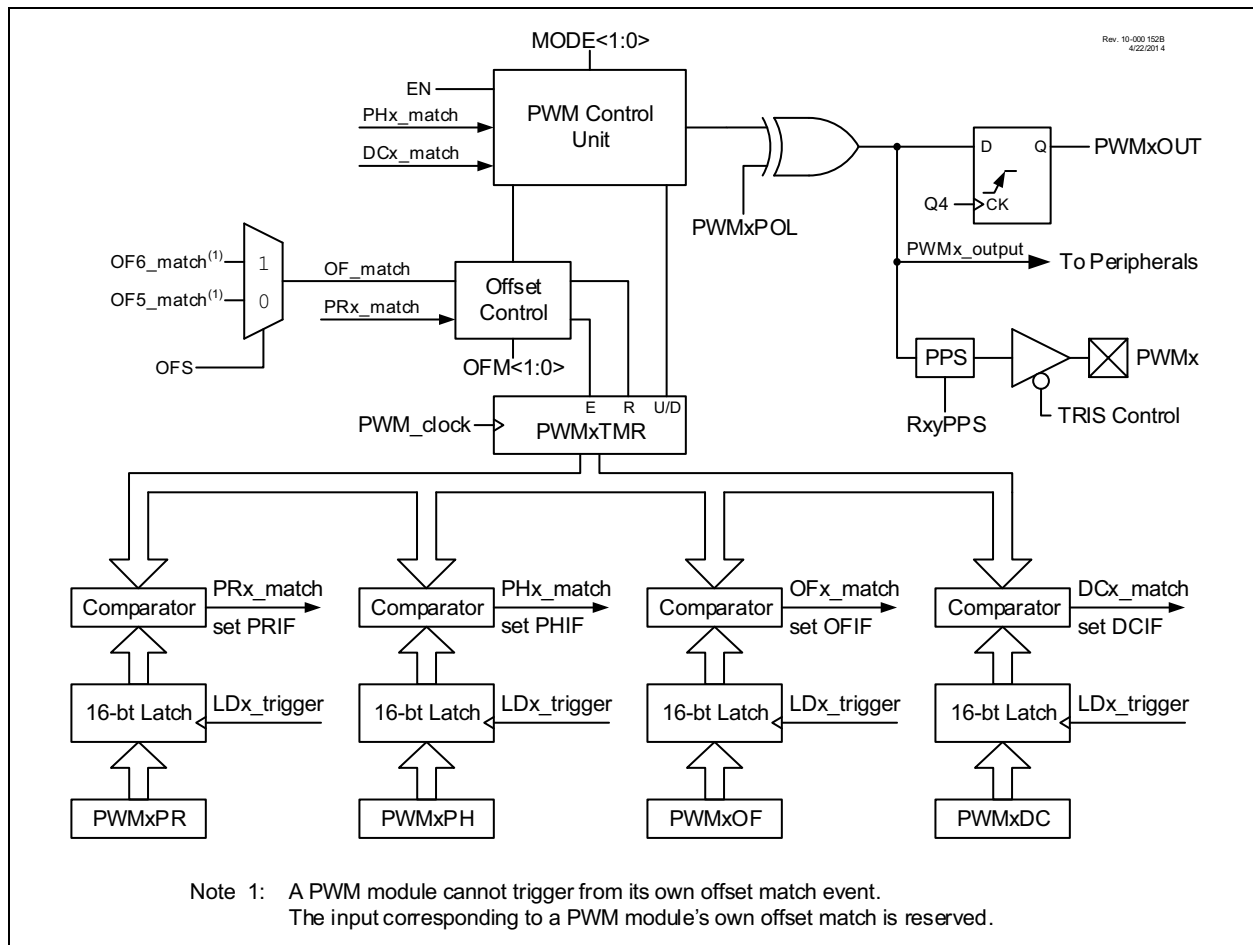 Rev. 10-000 152B
4/22/2014
MODE<1:0>
EN
PHx_match
DCx_match
PWM Control
Unit
PWMxPOL
D
Q
CK
Q4
PWMxOUT
PWMx_output
To Peripherals
OF6_match(1)
OF5_match(1)
1
0
OFS
OF_match
PRx_match
Offset
Control
OFM<1:0>
PPS
RxyPPS
PWMx
TRIS Control
E
R
U/D
PWM_clock
PWMxTMR
Comparator
PRx_match
set PRIF
Comparator
PHx_match
set PHIF
Comparator
OFx_match
set OFIF
Comparator
DCx_match
set DCIF
16-bt Latch
LDx_trigger
16-bt Latch
LDx_trigger
16-bt Latch
LDx_trigger
16-bt Latch
LDx_trigger
PWMxPR
PWMxPH
PWMxOF
PWMxDC
Note 1: A PWM module cannot trigger from its own offset match event.
The input corresponding to a PWM module's own offset match is reserved.